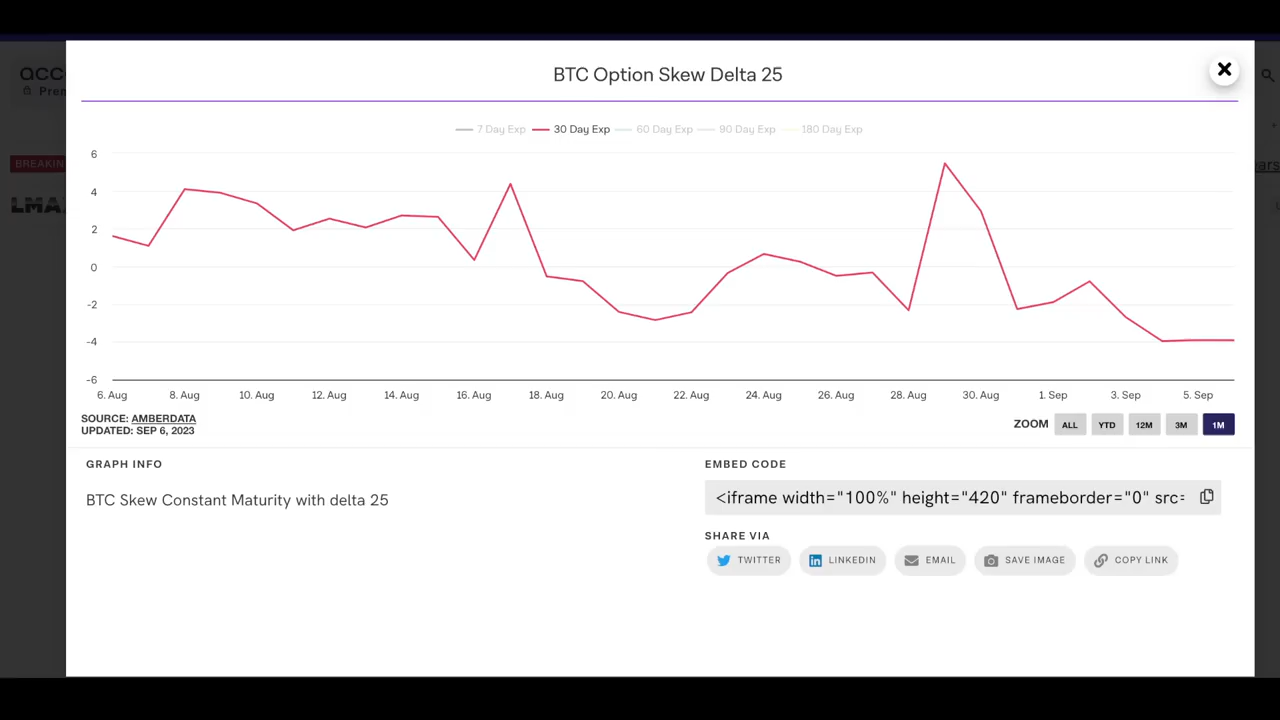 BTC Option Skew Delta 25
acc
Prem
BREAKIN
LMA
ears
7 Day Exp 30 Day Exp 60 Day Exp 90 Day Exp 180 Day Exp
6
4
2
0
-2
-4
-6
6. Aug 8. Aug 10. Aug 12. Aug 14. Aug 16. Aug 18. Aug 20. Aug 22. Aug 24. Aug 26. Aug 28. Aug 30. Aug 1. Sep 3. Sep 5. Sep
SOURCE: AMBERDATA
UPDATED: SEP 6, 2023
ZOOM ALL YTD 12M 3M 1M
GRAPH INFO
BTC Skew Constant Maturity with delta 25
EMBED CODE
<iframe width="100%" height="420" frameborder="0" src=
SHARE VIA
TWITTER LINKEDIN EMAIL SAVE IMAGE COPY LINK